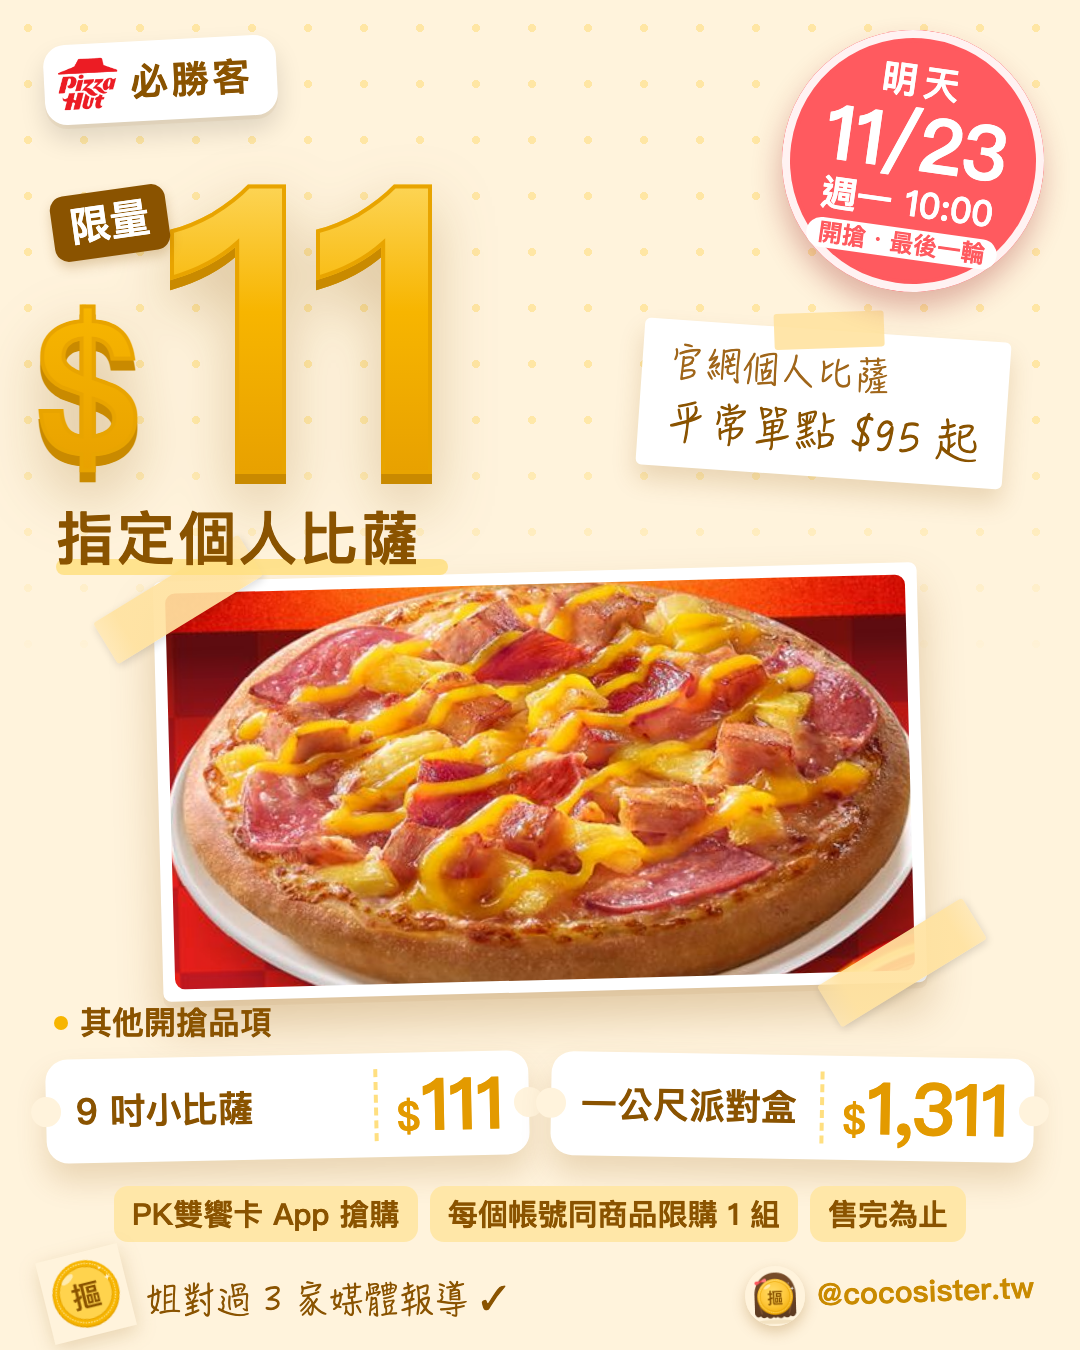 Pizza
Hut
必勝客
明天
11/23
週一 10:00
開搶·最後一輪
限量
$11
指定個人比薩
官網個人比薩
平常單點 $95 起
其他開搶品項
9 吋小比薩
$111
一公尺派對盒
$1,311
PK雙饗卡 App 搶購
每個帳號同商品限購 1 組
售完為止
摳
姐對過 3 家媒體報導 ✓
摳
@cocosister.tw